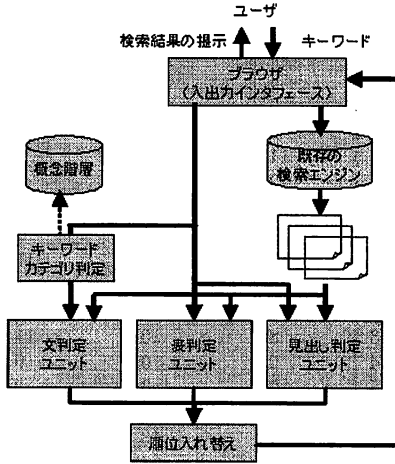 ユーザ
検索結果の提示
キーワード
ブラウザ
(入出力インタフェース)
概念階層
既存の
検索エンジン
キーワード
カテゴリ判定
文判定
ユニット
表判定
ユニット
見出し判定
ユニット
順位入れ替え